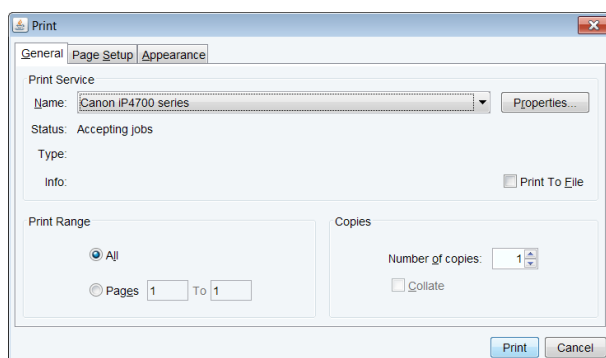 Print
General Page Setup Appearance
Print Service
Name: Canon iP4700 series Properties...
Status: Accepting jobs
Type:
Info: Print To File
Print Range Copies
All Number of copies: 1
Collate
Pages 1 To 1
Print Cancel